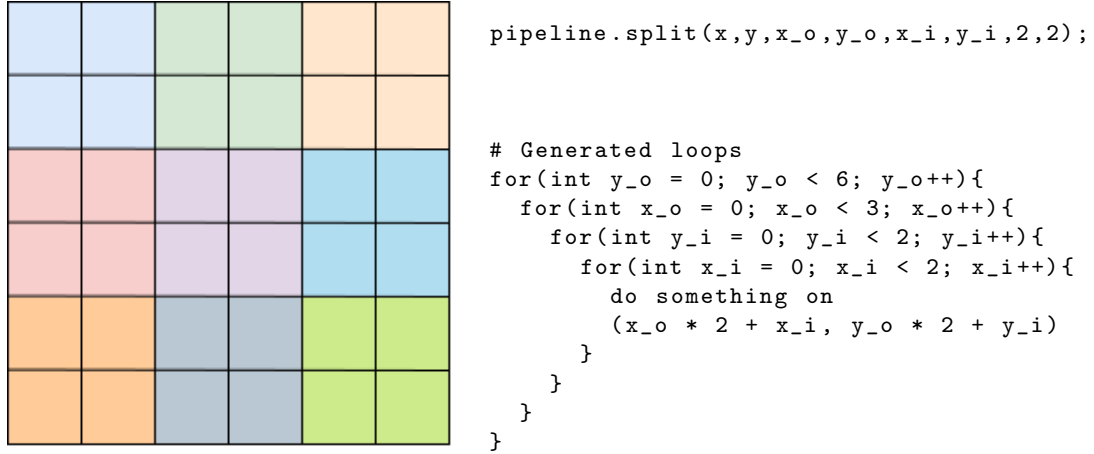 pipeline.split(x,y,x_o,y_o,x_i,y_i,2,2);
# Generated loops
for(int y_o = 0; y_o < 6; y_o++){
for(int x_o = 0; x_o < 3; x_o++){
for(int y_i = 0; y_i < 2; y_i++){
for(int x_i = 0; x_i < 2; x_i++){
do something on
(x_o * 2 + x_i, y_o * 2 + y_i)
}
}
}
}